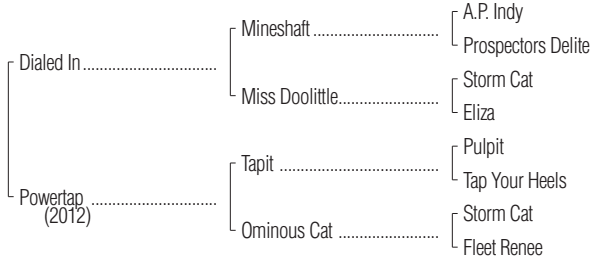 A.P. Indy
Mineshaft ............................
Prospectors Delite
Dialed In ..............................
Storm Cat
Miss Doolittle......................
Eliza
Pulpit
Tapit ...................................
Tap Your Heels
Powertap ............................
(2012)
Storm Cat
Ominous Cat ......................
Fleet Renee